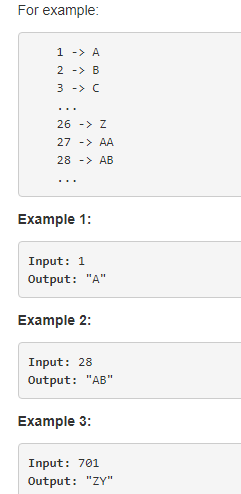 For example:
1 -> A
2 -> B
3 -> C
...
26 -> Z
27 -> AA
28 -> AB
...
Example 1:
Input: 1
Output: "A"
Example 2:
Input: 28
Output: "AB"
Example 3:
Input: 701
Output: "ZY"